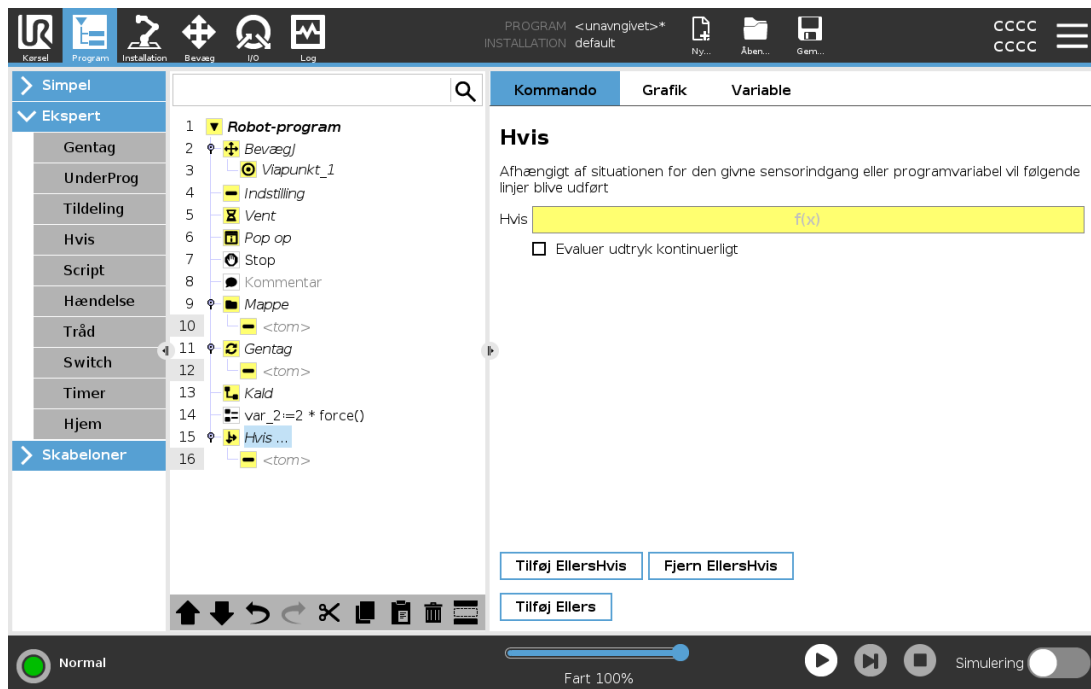 PROGRAM <unavngivet>*
INSTALLATION default
Kørsel
Program
Installation
Bevæg
I/O
Log
Ny...
Åben...
Gem...
CCCC
CCCC
Simpel
Ekspert
Gentag
UnderProg
Tildeling
Hvis
Script
Hændelse
Tråd
Switch
Timer
Hjem
Skabeloner
1 Robot-program
2 BevægJ
3 Viapunkt_1
4 Indstilling
5 Vent
6 Pop op
7 Stop
8 Kommentar
9 Mappe
10 <tom>
11 Gentag
12 <tom>
13 Kald
14 var_2:=2 * force()
15 Hvis ...
16 <tom>
Kommando
Grafik
Variable
Hvis
Afhængigt af situationen for den givne sensorindgang eller programvariabel vil følgende
linjer blive udført
Hvis f(x)
Evaluer udtryk kontinuerligt
Tilføj EllersHvis
Fjern EllersHvis
Tilføj Ellers
Normal
Fart 100%
Simulering